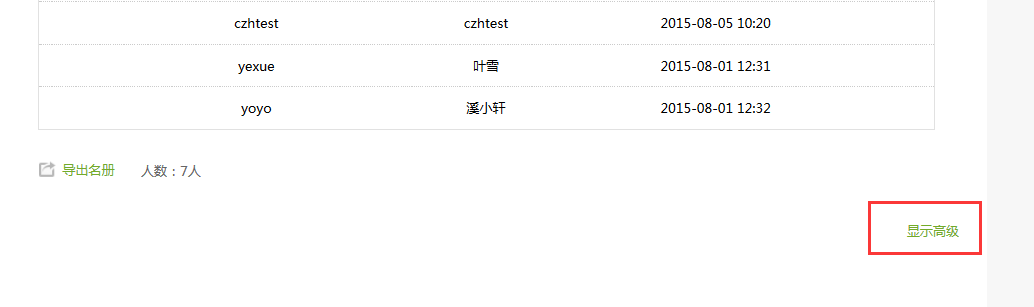 czhtest czhtest 2015-08-05 10:20
yexue 叶雪 2015-08-01 12:31
yoyo 溪小轩 2015-08-01 12:32
导出名册 人数：7人
显示高级